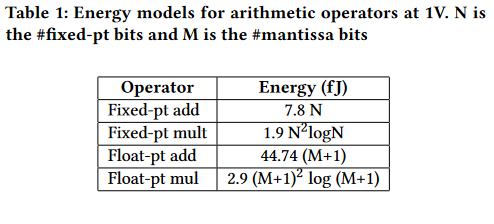 Table 1: Energy models for arithmetic operators at 1V. N is
the #fixed-pt bits and M is the #mantissa bits
Operator Energy (fJ)
Fixed-pt add 7.8 N
Fixed-pt mult 1.9 N²logN
Float-pt add 44.74 (M+1)
Float-pt mul 2.9 (M+1)² log (M+1)